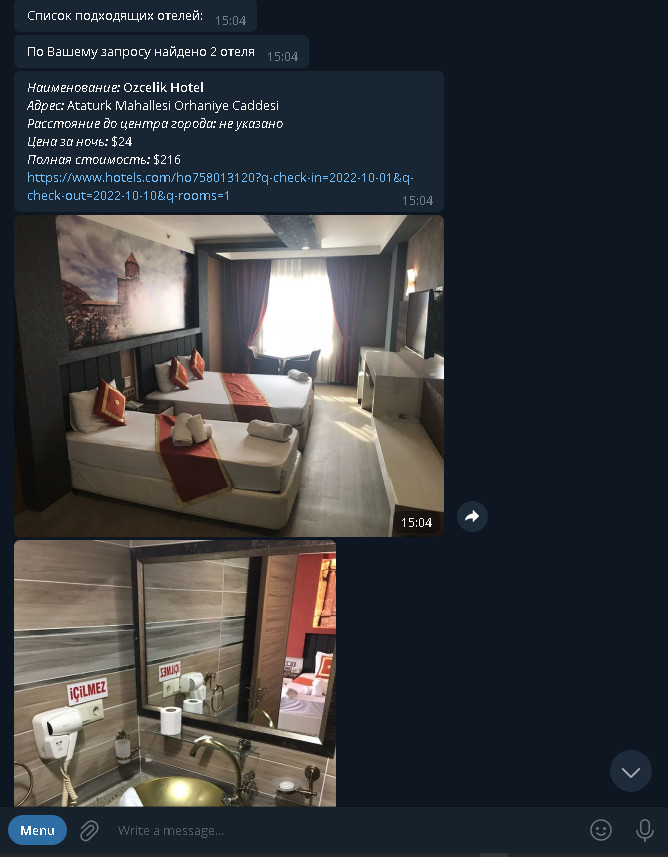 Список подходящих отелей:
15:04
По Вашему запросу найдено 2 отеля
15:04
Наименование: Ozcelik Hotel
Адрес: Ataturk Mahallesi Orhaniye Caddesi
Расстояние до центра города: не указано
Цена за ночь: $24
Полная стоимость: $216
https://www.hotels.com/ho758013120?q-check-in=2022-10-01&q-
check-out=2022-10-10&q-rooms=1
15:04
15:04
İÇİLMEZ
Menu
Write a message...